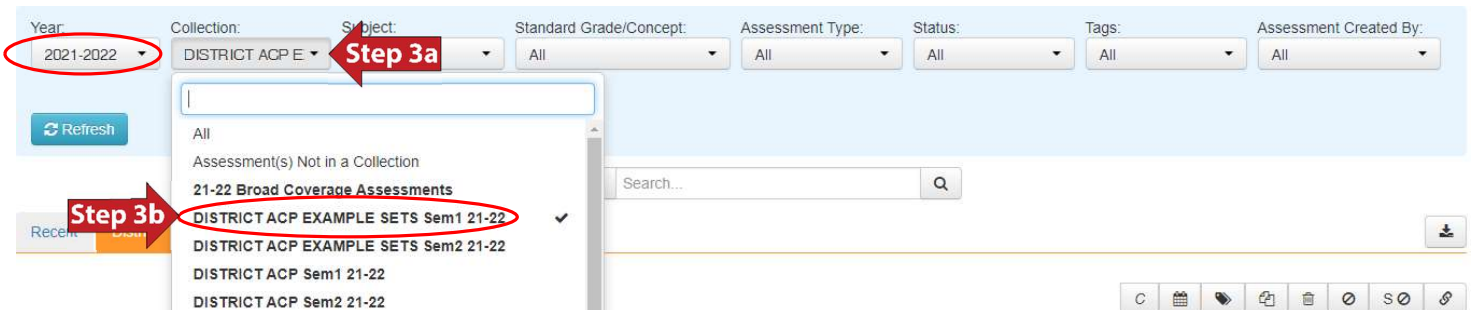 Year: Collection: Subject: Standard Grade/Concept: Assessment Type: Status: Tags: Assessment Created By:
2021-2022 DISTRICT ACP E Step 3a All All All All All
Refresh
All
Assessment(s) Not in a Collection
21-22 Broad Coverage Assessments
Search...
Step 3b DISTRICT ACP EXAMPLE SETS Sem1 21-22
Recent
DISTRICT ACP EXAMPLE SETS Sem2 21-22
DISTRICT ACP Sem1 21-22
DISTRICT ACP Sem2 21-22
C S